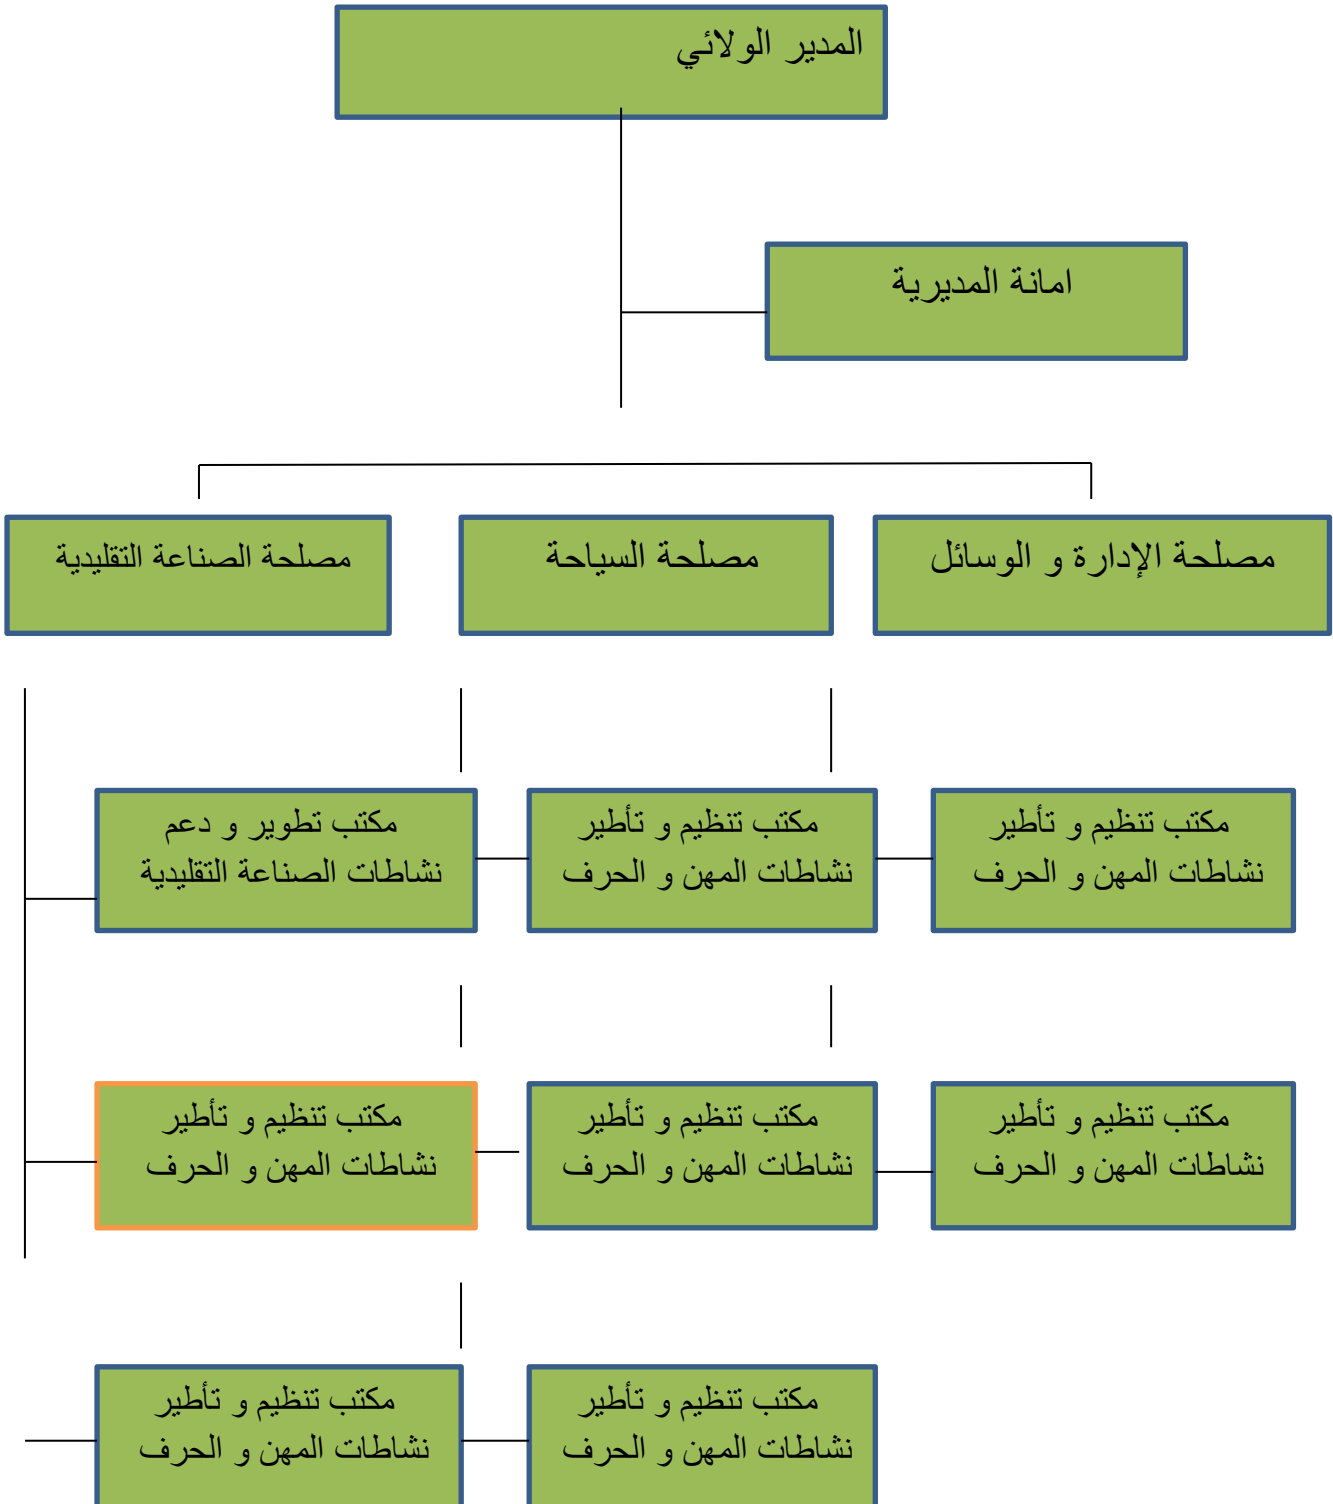 المدير الولائي
امانة المديرية
مصلحة الإدارة و الوسائل
مصلحة السياحة
مصلحة الصناعة التقليدية
مكتب تنظيم و تأطير
نشاطات المهن و الحرف
مكتب تنظيم و تأطير
نشاطات المهن و الحرف
مكتب تطوير و دعم
نشاطات الصناعة التقليدية
مكتب تنظيم و تأطير
نشاطات المهن و الحرف
مكتب تنظيم و تأطير
نشاطات المهن و الحرف
مكتب تنظيم و تأطير
نشاطات المهن و الحرف
مكتب تنظيم و تأطير
نشاطات المهن و الحرف
مكتب تنظيم و تأطير
نشاطات المهن و الحرف